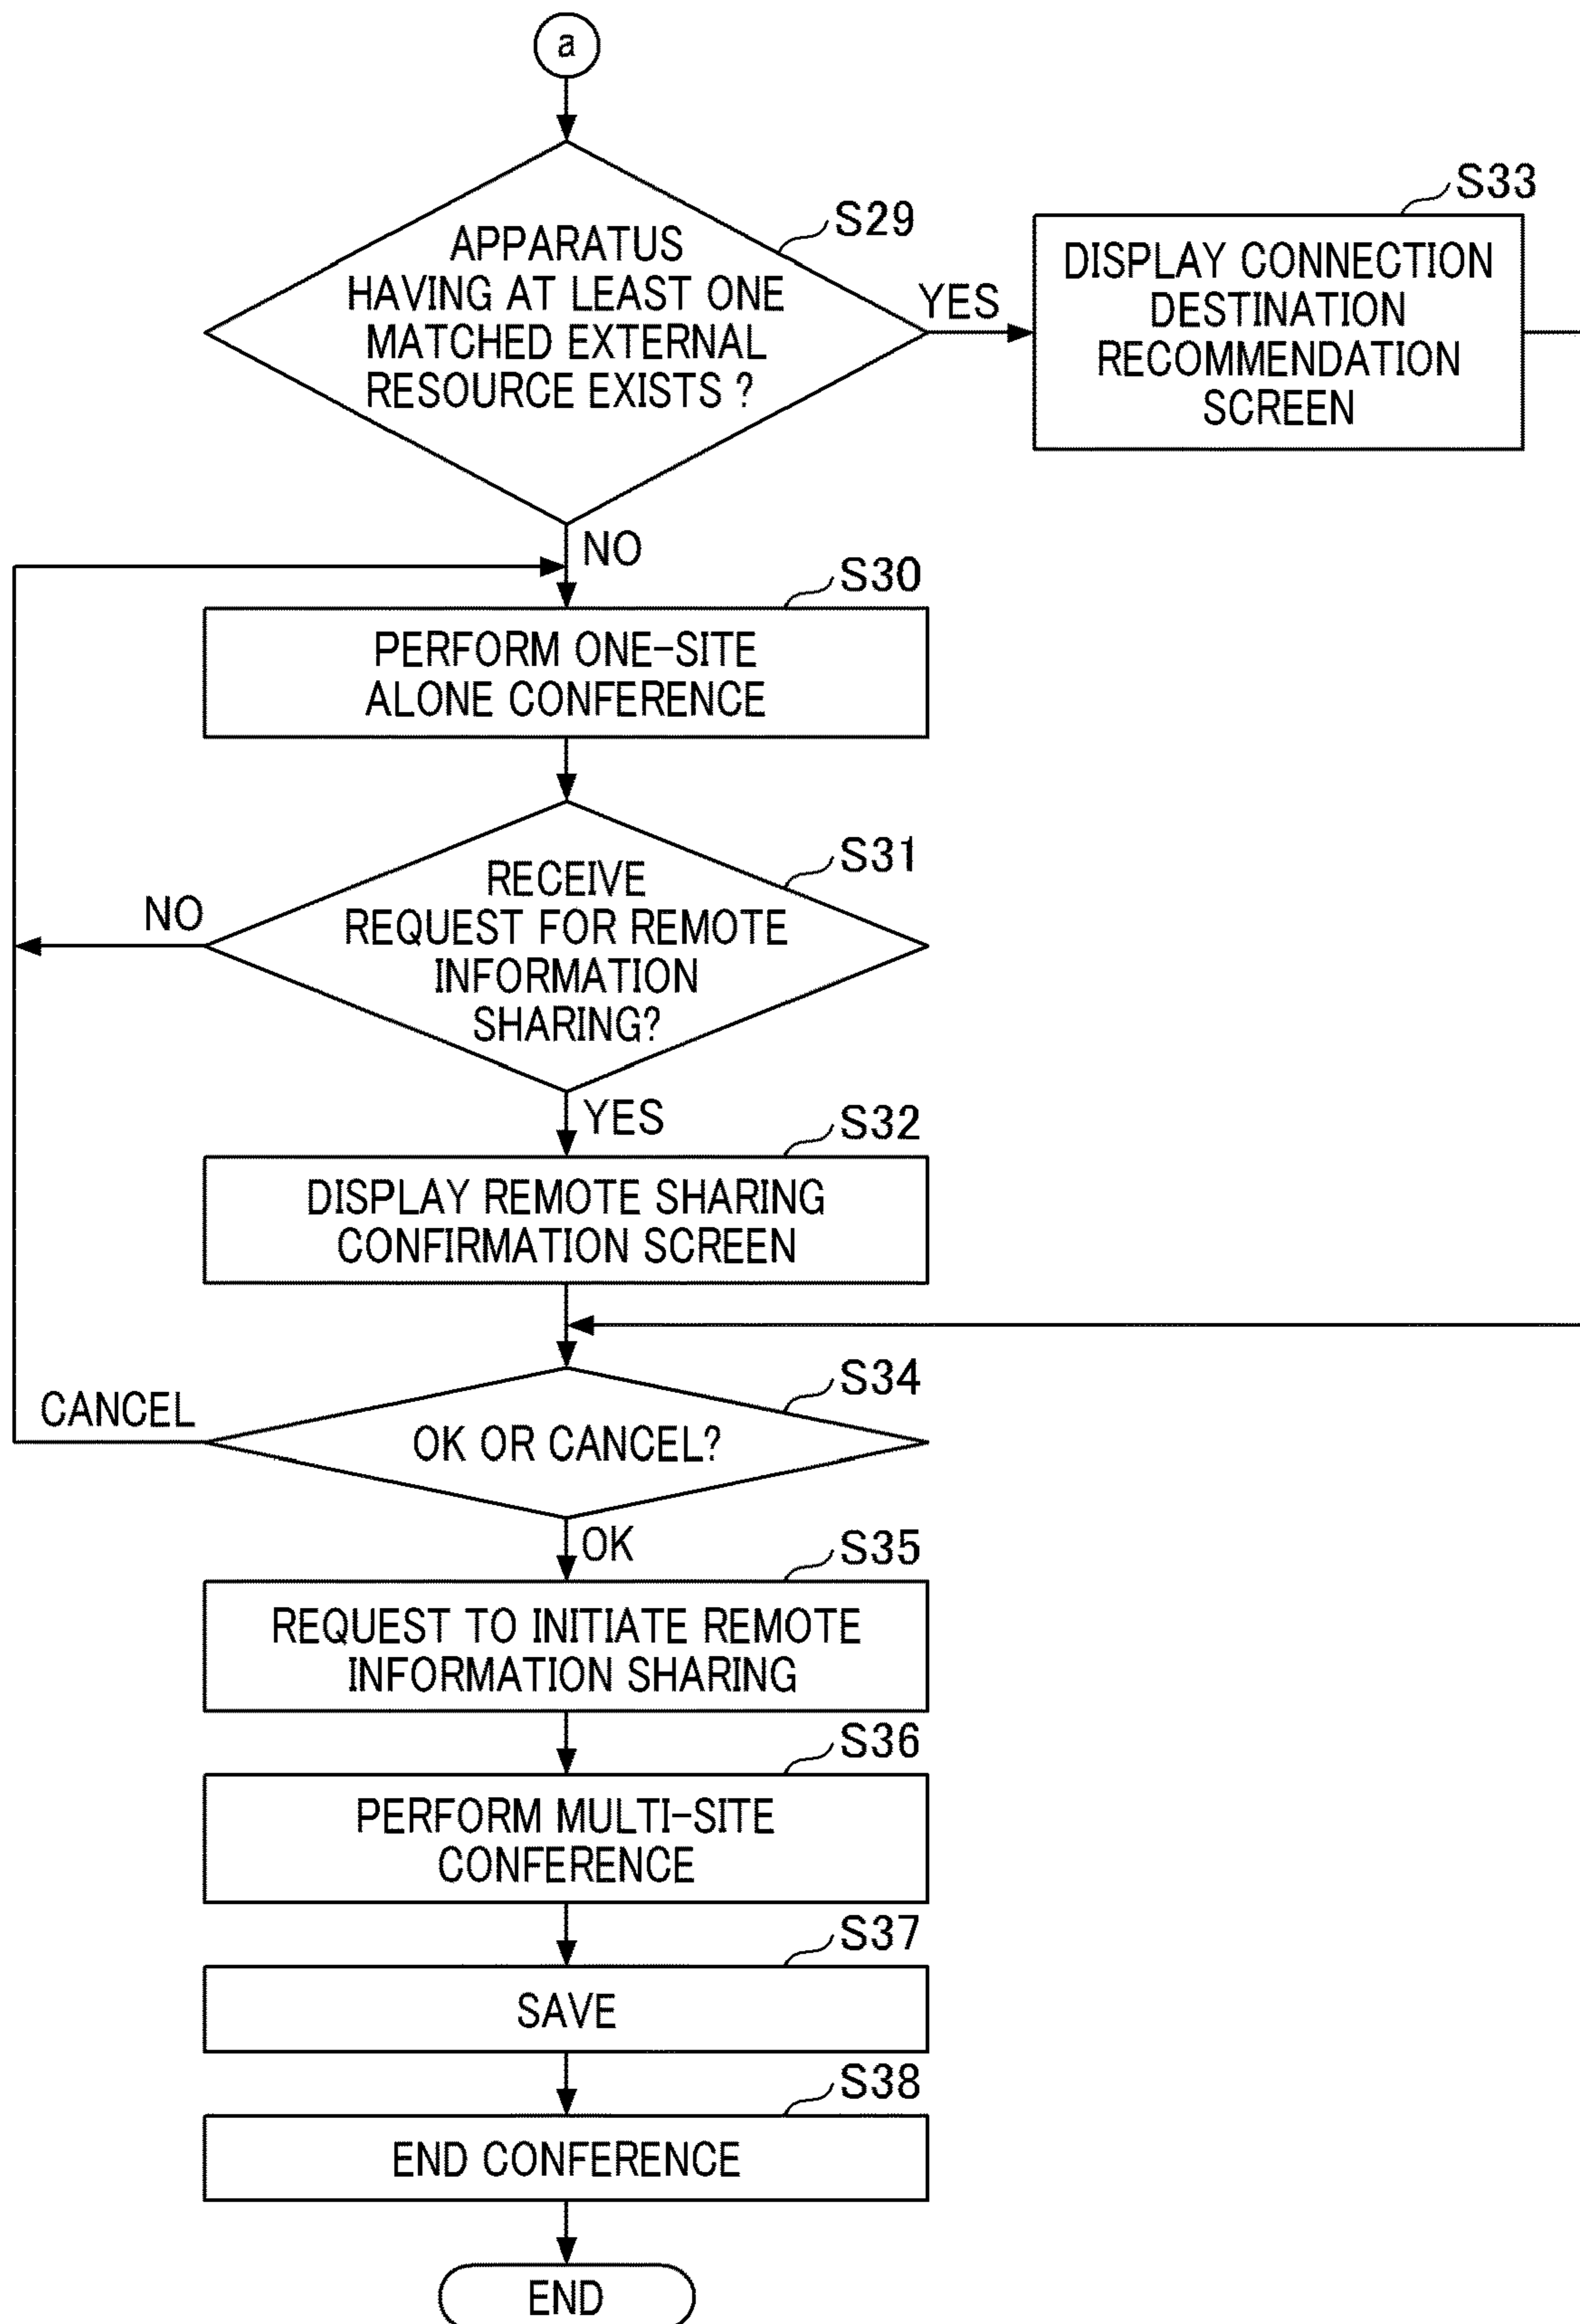 a
S29
APPARATUS
HAVING AT LEAST ONE
MATCHED EXTERNAL
RESOURCE EXISTS ?
YES
S33
DISPLAY CONNECTION
DESTINATION
RECOMMENDATION
SCREEN
NO
S30
PERFORM ONE-SITE
ALONE CONFERENCE
S31
RECEIVE
REQUEST FOR REMOTE
INFORMATION
SHARING?
NO
YES
S32
DISPLAY REMOTE SHARING
CONFIRMATION SCREEN
S34
OK OR CANCEL?
CANCEL
OK
S35
REQUEST TO INITIATE REMOTE
INFORMATION SHARING
S36
PERFORM MULTI-SITE
CONFERENCE
S37
SAVE
S38
END CONFERENCE
END